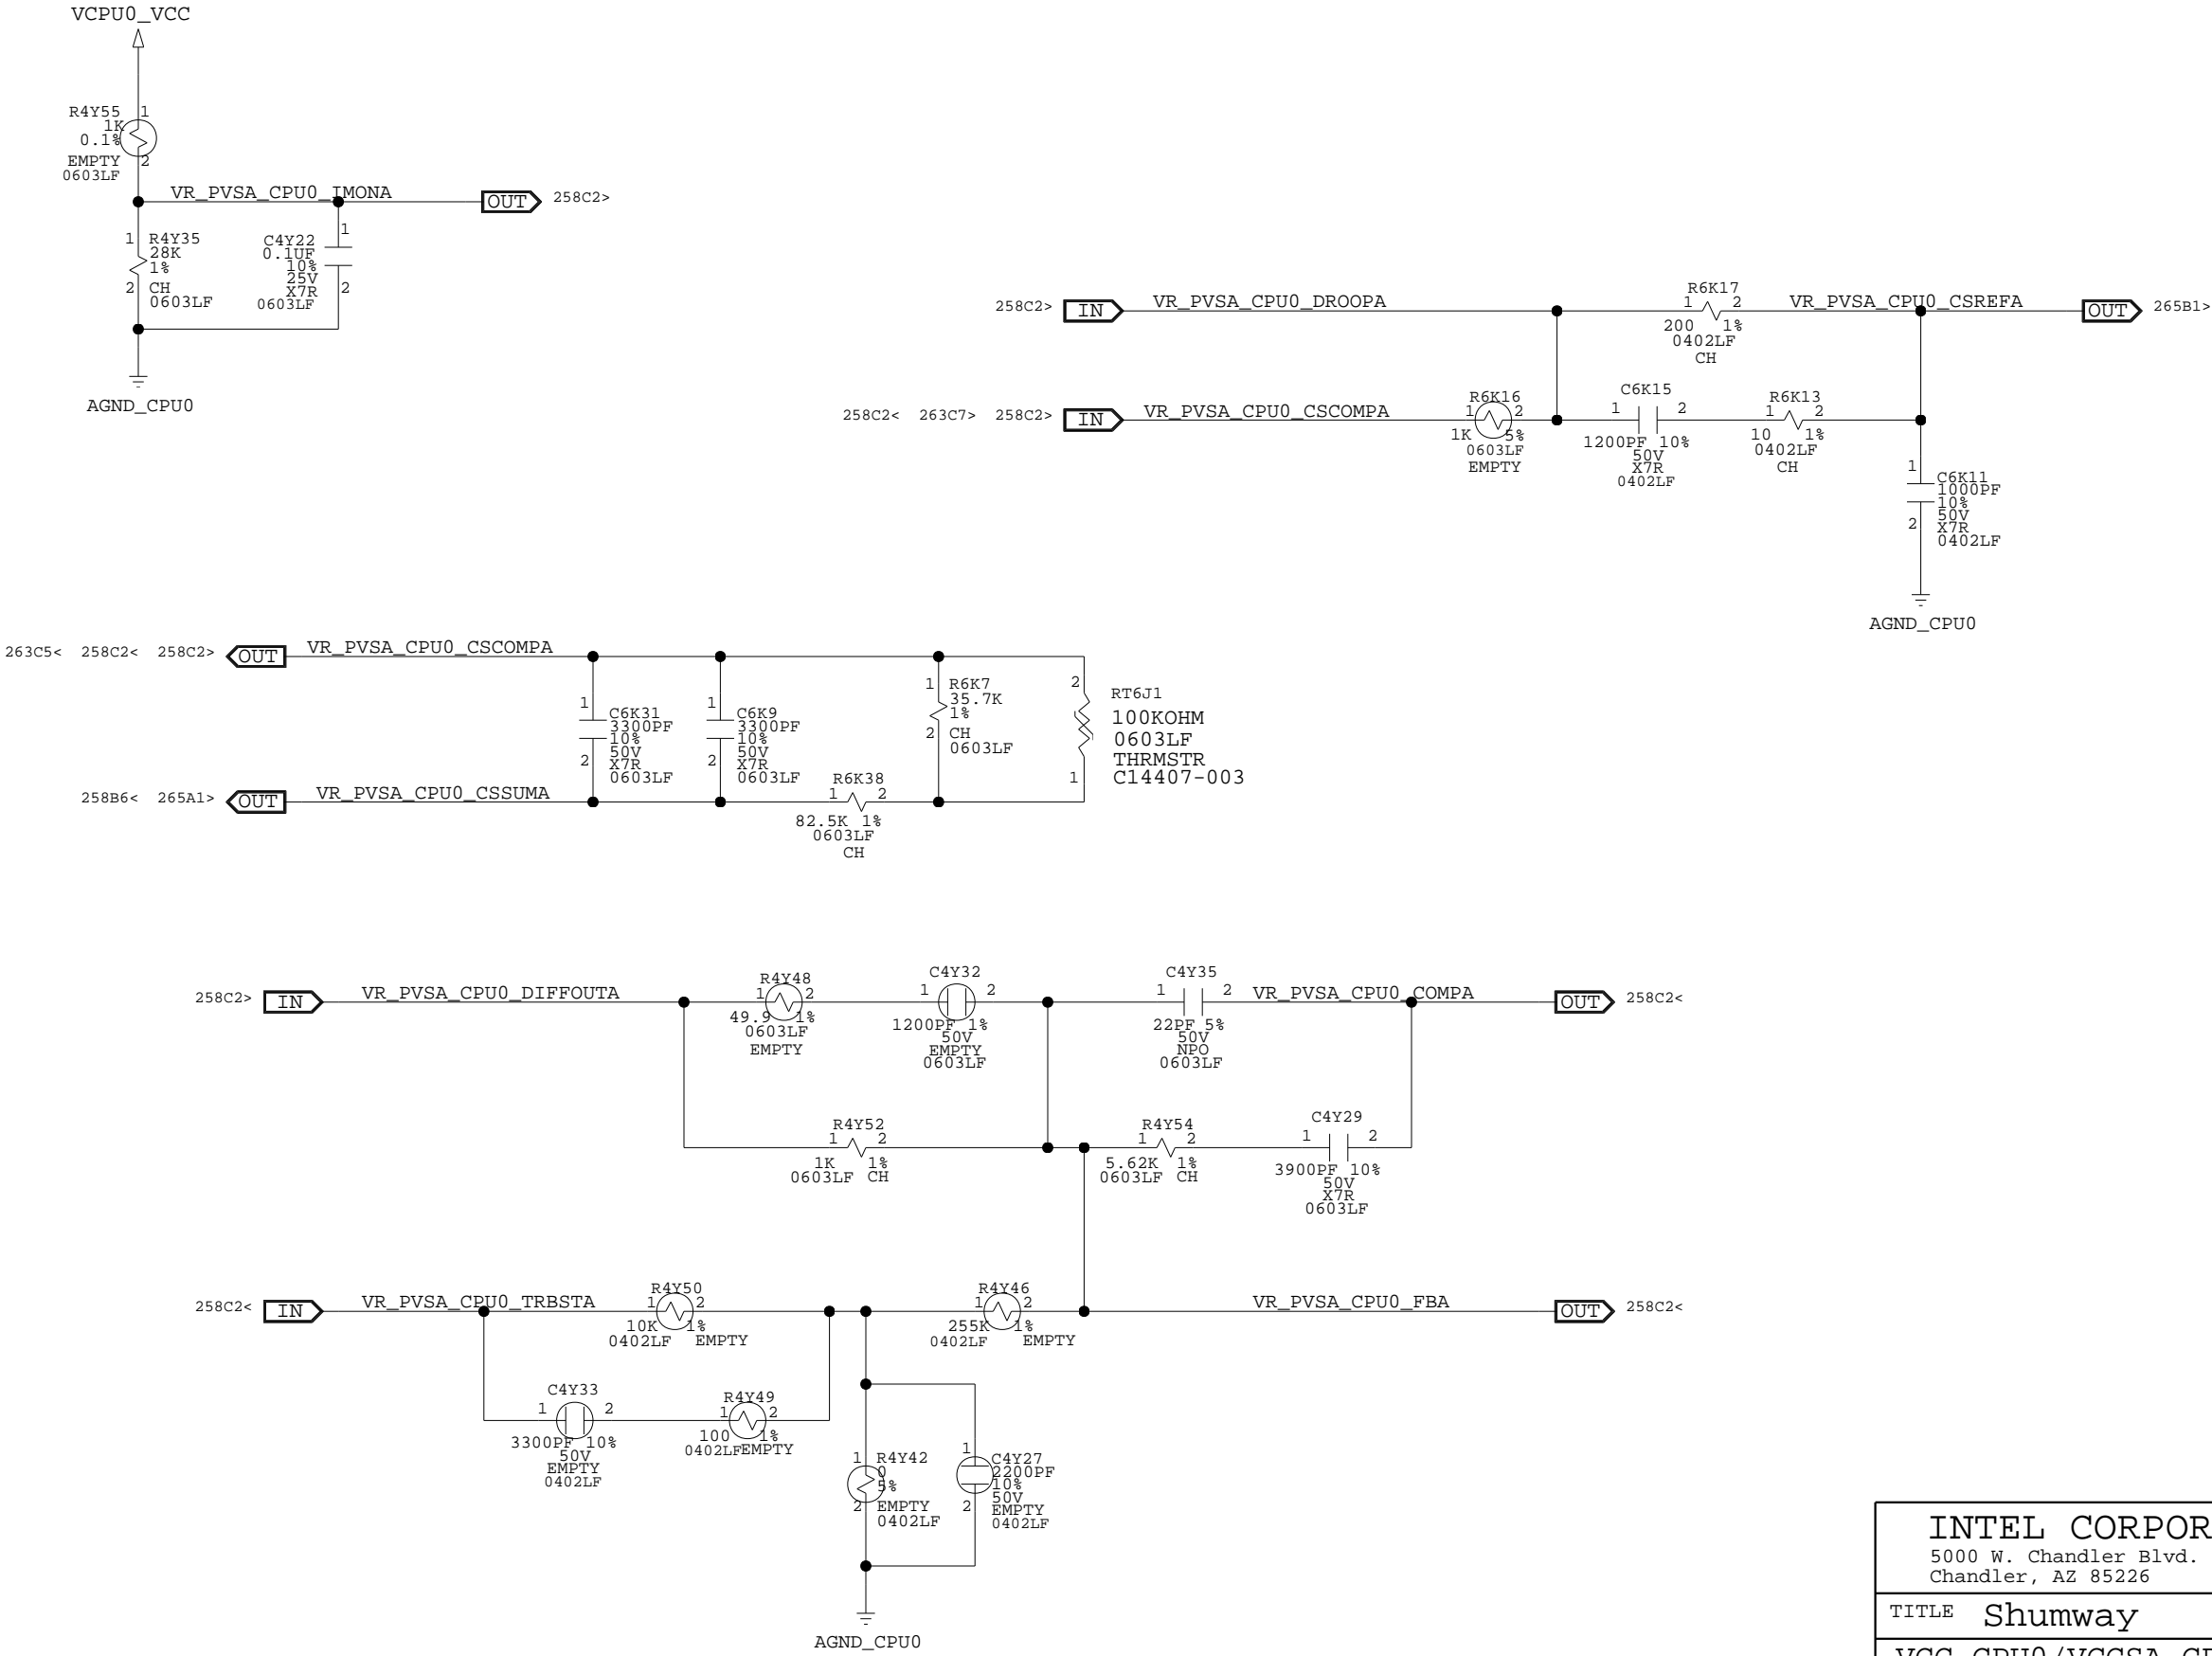 VCPU0_VCC
R4Y55
1
1K
0.1%
EMPTY
2
0603LF
VR_PVSA_CPU0_IMONA
OUT
258C2>
1
R4Y35
28K
1%
2
CH
0603LF
C4Y22
1
0.1UF
10%
25V
X7R
2
0603LF
AGND_CPU0
258C2>
IN
VR_PVSA_CPU0_DROOPA
R6K17
1
2
200
1%
0402LF
CH
VR_PVSA_CPU0_CSREFA
OUT
265B1>
258C2<
263C7>
258C2>
IN
VR_PVSA_CPU0_CSCOMPA
R6K16
1
2
1K
5%
0603LF
EMPTY
C6K15
1
2
1200PF 10%
50V
X7R
0402LF
R6K13
1
2
10
1%
0402LF
CH
1
C6K11
1000PF
10%
50V
2
X7R
0402LF
AGND_CPU0
263C5<
258C2<
258C2>
OUT
VR_PVSA_CPU0_CSCOMPA
1
C6K31
3300PF
10%
50V
2
X7R
0603LF
1
C6K9
3300PF
10%
50V
2
X7R
0603LF
1
R6K7
35.7K
1%
2
CH
0603LF
2
RT6J1
100KOHM
0603LF
THRMSTR
1
C14407-003
258B6<
265A1>
OUT
VR_PVSA_CPU0_CSSUMA
R6K38
1
2
82.5K 1%
0603LF
CH
258C2>
IN
VR_PVSA_CPU0_DIFFOUTA
R4Y48
1
2
49.9
1%
0603LF
EMPTY
C4Y32
1
2
1200PF 1%
50V
EMPTY
0603LF
C4Y35
1
2
22PF 5%
50V
NPO
0603LF
VR_PVSA_CPU0_COMPA
OUT
258C2<
R4Y52
1
2
1K
1%
0603LF
CH
R4Y54
1
2
5.62K
1%
0603LF
CH
C4Y29
1
2
3900PF 10%
50V
X7R
0603LF
258C2<
IN
VR_PVSA_CPU0_TRBSTA
R4Y50
1
2
10K
1%
0402LF
EMPTY
R4Y46
1
2
255K
1%
0402LF
EMPTY
VR_PVSA_CPU0_FBA
OUT
258C2<
C4Y33
1
2
3300PF 10%
50V
EMPTY
0402LF
R4Y49
1
2
100
1%
0402LF
EMPTY
1
R4Y42
0
5%
2
EMPTY
0402LF
1
C4Y27
2200PF
10%
50V
2
EMPTY
0402LF
AGND_CPU0
INTEL CORPOR
5000 W. Chandler Blvd.
Chandler, AZ 85226
TITLE
Shumway